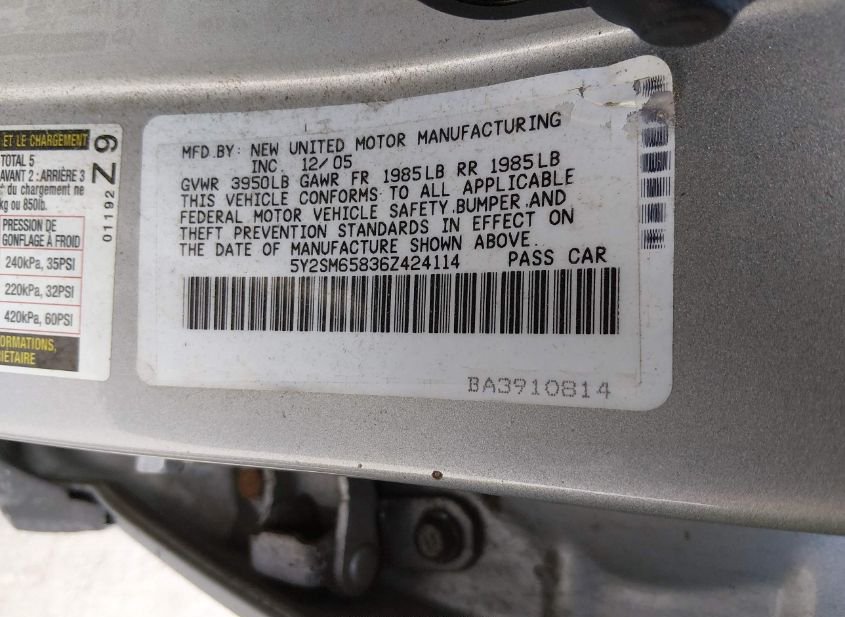 ET LE CHARGEMENT
TOTAL 5
AVANT 2 : ARRIÈRE 3
du chargement ne
kg ou 850lb.
PRESSION DE
GONFLAGE À FROID
240kPa, 35PSI
220kPa, 32PSI
420kPa, 60PSI
01192
Z 9
MFD.BY: NEW UNITED MOTOR MANUFACTURING
INC. 12/05
GVWR 3950LB GAWR FR 1985LB RR 1985LB
THIS VEHICLE CONFORMS TO ALL APPLICABLE
FEDERAL MOTOR VEHICLE SAFETY,BUMPER,AND
THEFT PREVENTION STANDARDS IN EFFECT ON
THE DATE OF MANUFACTURE SHOWN ABOVE.
5Y2SM65836Z424114 PASS CAR
BA3910814